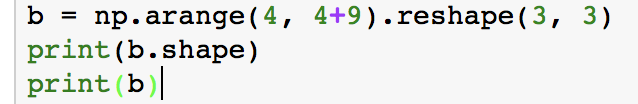 b = np.arange(4, 4+9).reshape(3, 3)
print(b.shape)
print(b)